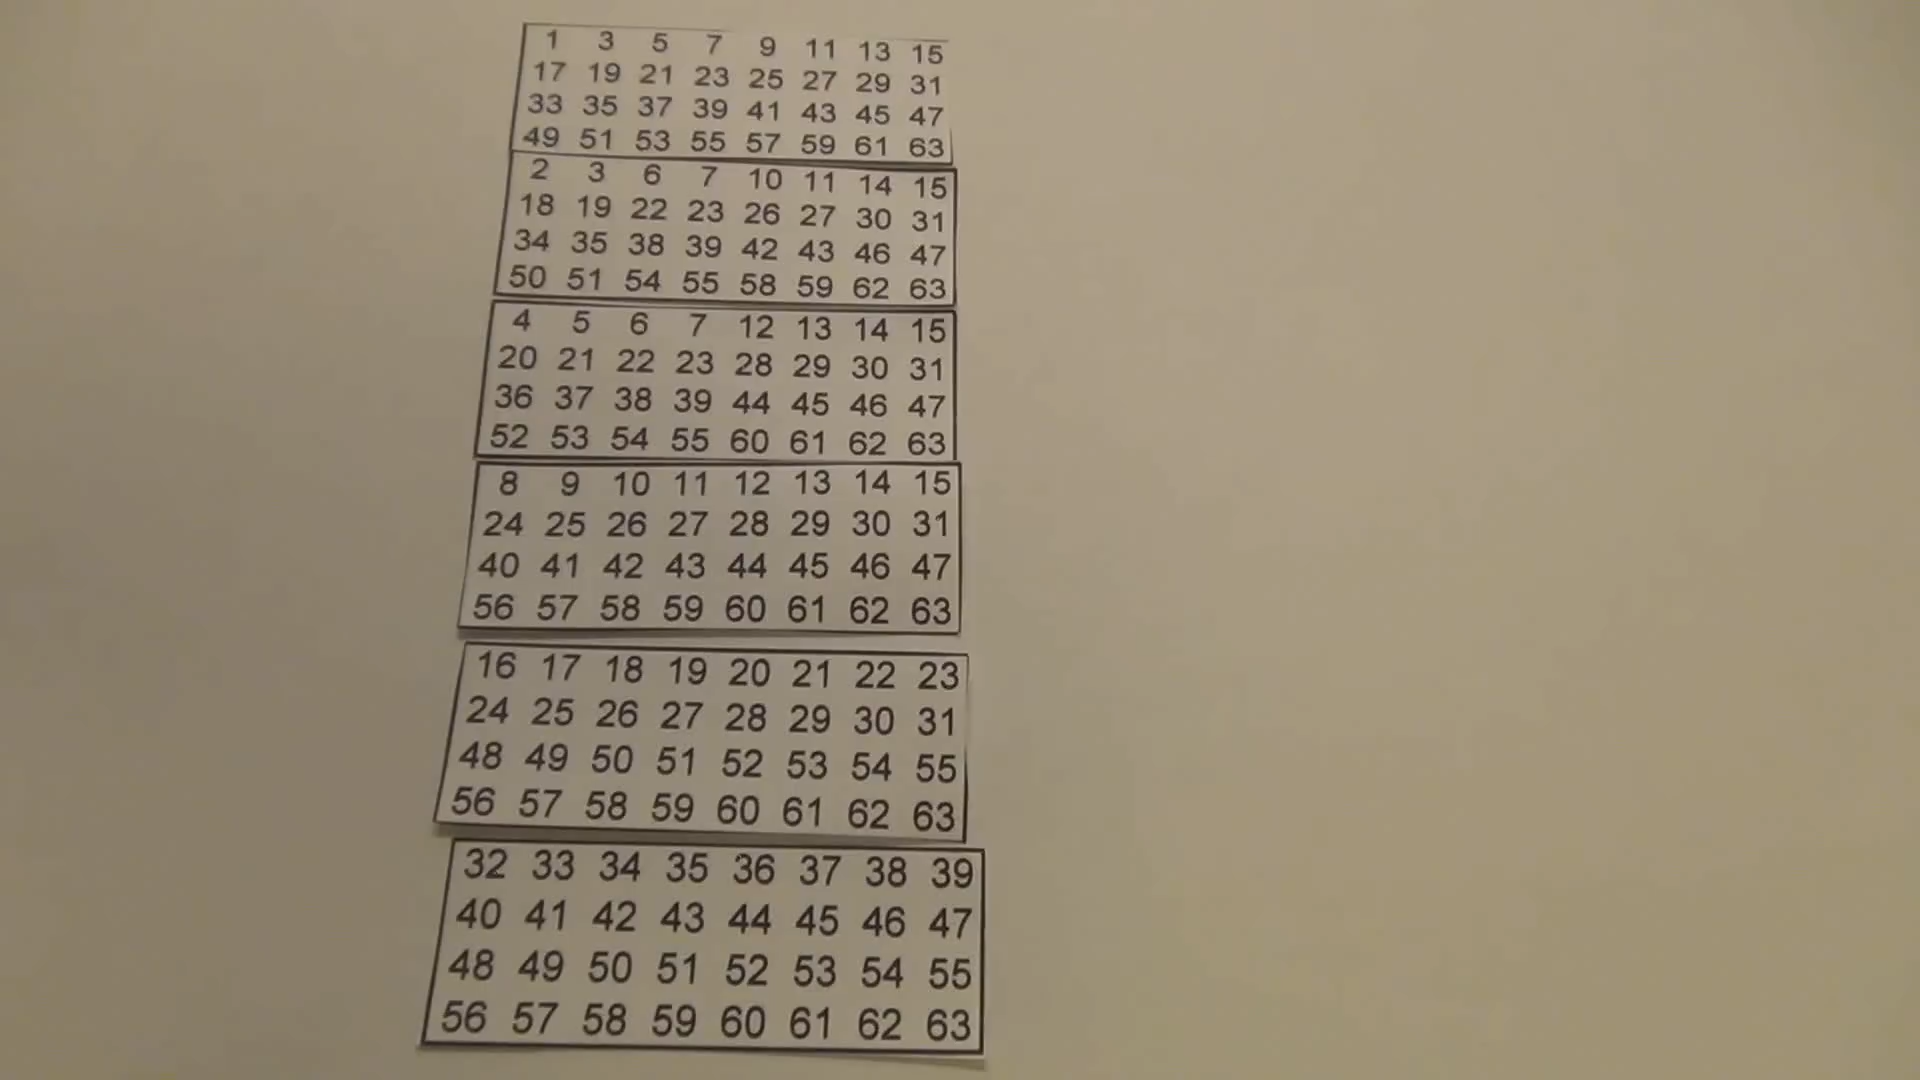 1 3 5 7 9 11 13 15
17 19 21 23 25 27 29 31
33 35 37 39 41 43 45 47
49 51 53 55 57 59 61 63
2 3 6 7 10 11 14 15
18 19 22 23 26 27 30 31
34 35 38 39 42 43 46 47
50 51 54 55 58 59 62 63
4 5 6 7 12 13 14 15
20 21 22 23 28 29 30 31
36 37 38 39 44 45 46 47
52 53 54 55 60 61 62 63
8 9 10 11 12 13 14 15
24 25 26 27 28 29 30 31
40 41 42 43 44 45 46 47
56 57 58 59 60 61 62 63
16 17 18 19 20 21 22 23
24 25 26 27 28 29 30 31
48 49 50 51 52 53 54 55
56 57 58 59 60 61 62 63
32 33 34 35 36 37 38 39
40 41 42 43 44 45 46 47
48 49 50 51 52 53 54 55
56 57 58 59 60 61 62 63